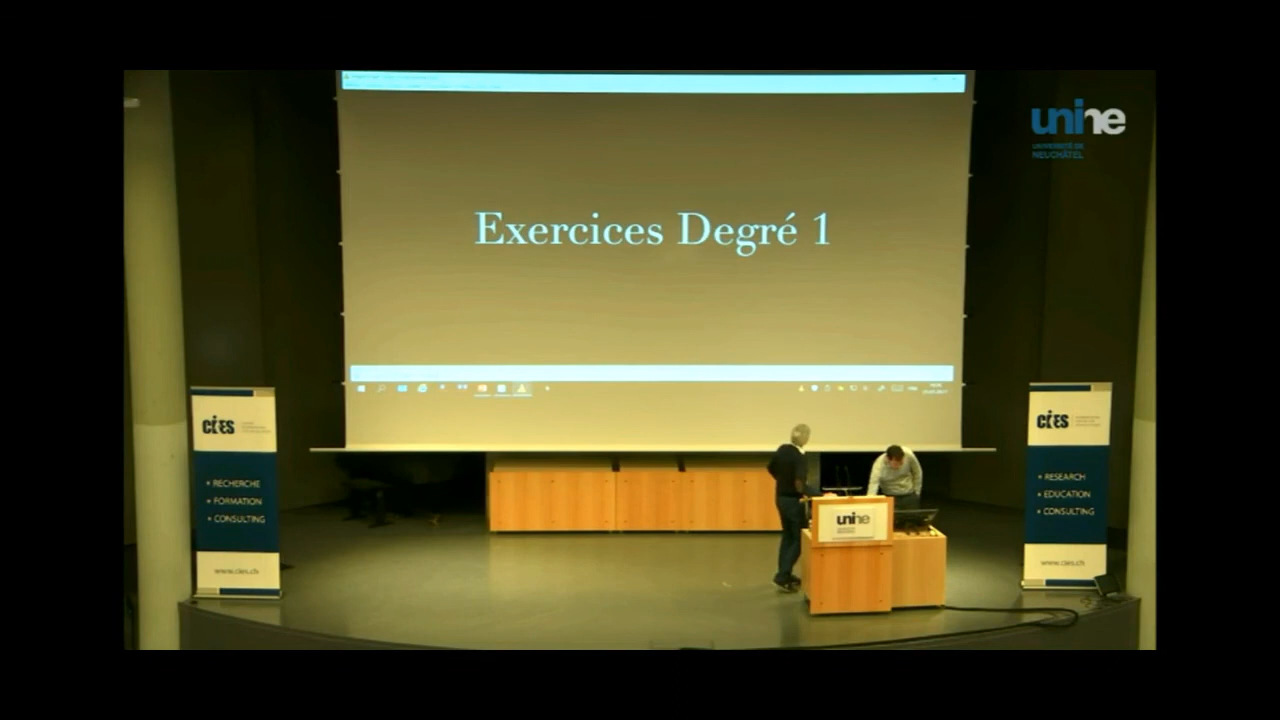 Exercices Degré 1
unine
UNIVERSITÉ DE
NEUCHÂTEL
CIES
• RECHERCHE
• FORMATION
• CONSULTING
www.cies.ch
unine
CIES
• RESEARCH
• EDUCATION
• CONSULTING
www.cies.ch